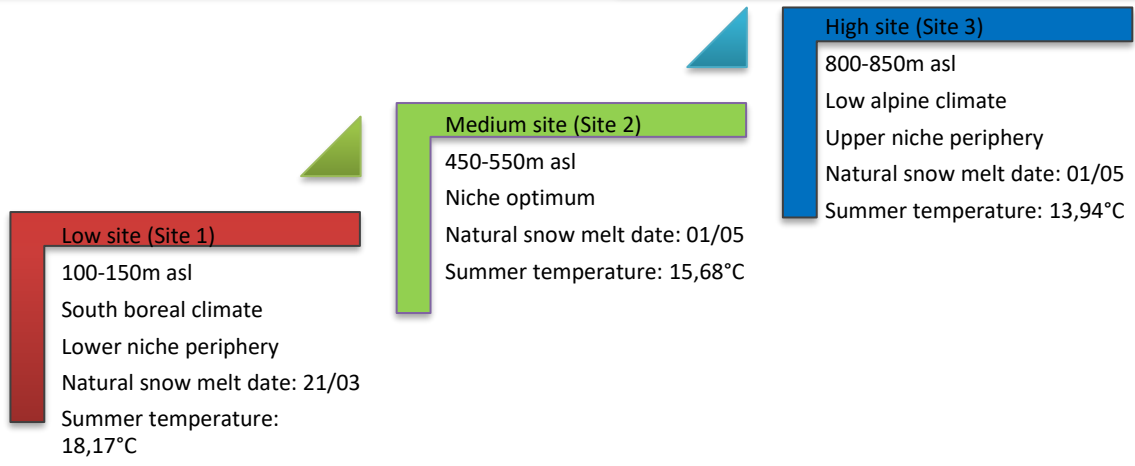 High site (Site 3)
800-850m asl
Low alpine climate
Upper niche periphery
Natural snow melt date: 01/05
Summer temperature: 13,94°C
Medium site (Site 2)
450-550m asl
Niche optimum
Natural snow melt date: 01/05
Summer temperature: 15,68°C
Low site (Site 1)
100-150m asl
South boreal climate
Lower niche periphery
Natural snow melt date: 21/03
Summer temperature:
18,17°C